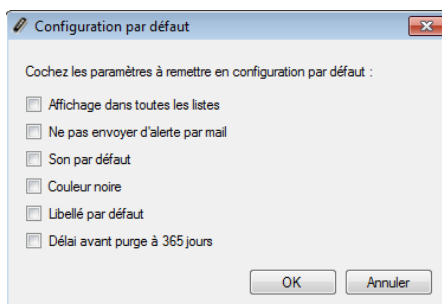 Configuration par défaut
Cochez les paramètres à remettre en configuration par défaut :
Affichage dans toutes les listes
Ne pas envoyer d'alerte par mail
Son par défaut
Couleur noire
Libellé par défaut
Délai avant purge à 365 jours
OK Annuler